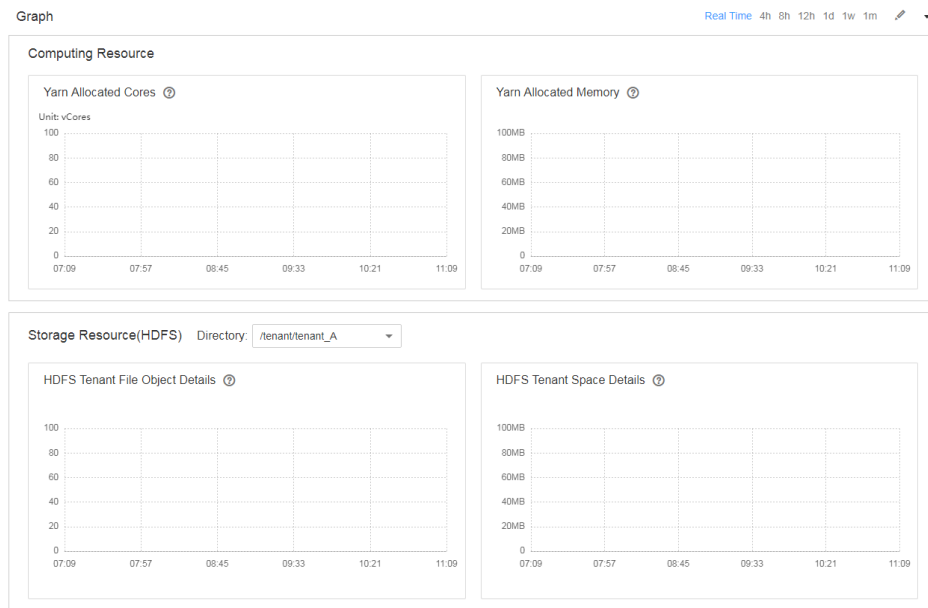 Graph
Real Time 4h 8h 12h 1d 1w 1m
Computing Resource
Yarn Allocated Cores ?
Unit: vCores
100
80
60
40
20
0
07:09 07:57 08:45 09:33 10:21 11:09
Yarn Allocated Memory ?
100MB
80MB
60MB
40MB
20MB
0
07:09 07:57 08:45 09:33 10:21 11:09
Storage Resource(HDFS) Directory: /tenant/tenant_A
HDFS Tenant File Object Details ?
100
80
60
40
20
0
07:09 07:57 08:45 09:33 10:21 11:09
HDFS Tenant Space Details ?
100MB
80MB
60MB
40MB
20MB
0
07:09 07:57 08:45 09:33 10:21 11:09